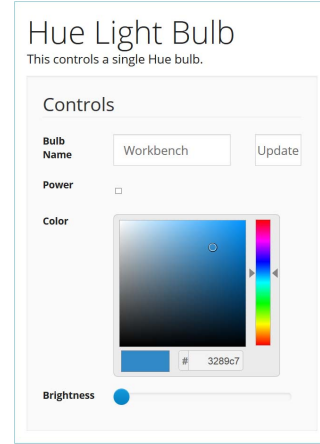 Hue Light Bulb
This controls a single Hue bulb.
Controls
Bulb
Name
Workbench
Update
Power
Color
# 3289c7
Brightness